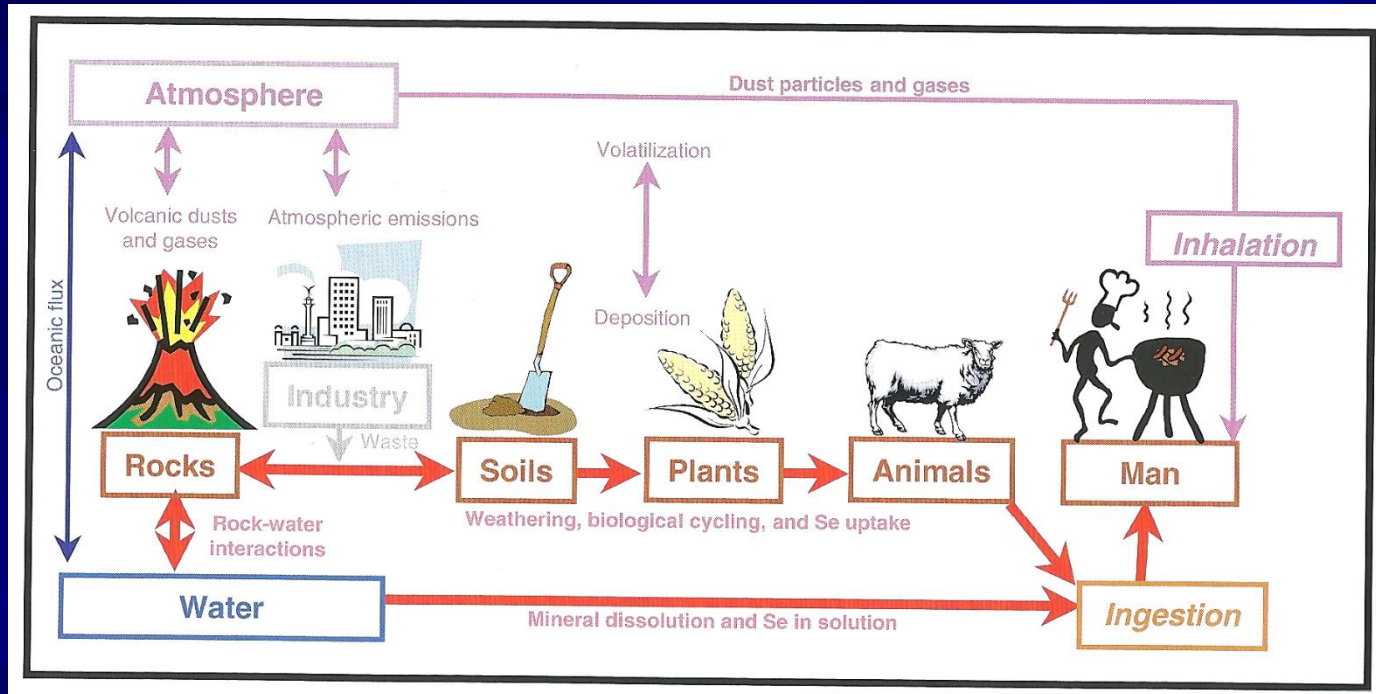 Atmosphere
Dust particles and gases
Volatilization
Volcanic dusts
and gases
Atmospheric emissions
Inhalation
Oceanic flux
Deposition
Industry
Waste
Rocks
Soils
Plants
Animals
Man
Weathering, biological cycling, and Se uptake
Rock-water
interactions
Water
Mineral dissolution and Se in solution
Ingestion